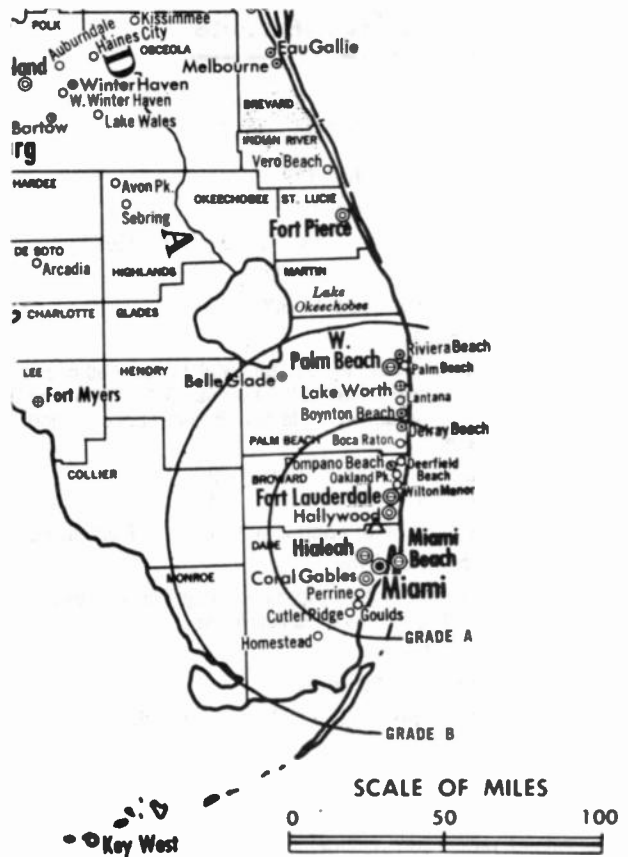 POLK
Kissimmee
Auburndale
Haines City
OSCEOLA
D
Eau Gallie
Melbourne
land
Winter Haven
W. Winter Haven
BREVARD
Bartow
Lake Wales
rg
INDIAN RIVER
Vero Beach
HARDEE
Avon Pk.
OKEECHOBEE
ST. LUCIE
Sebring
Fort Pierce
A
DE SOTO
Arcadia
HIGHLANDS
MARTIN
Lake
Okeechobee
CHARLOTTE
GLADES
W.
Palm Beach
Riviera Beach
Palm Beach
LEE
HENDRY
Belle Glade
Fort Myers
Lake Worth
Lantana
Boynton Beach
Delray Beach
PALM BEACH
Boca Raton
COLLIER
Pompano Beach
Deerfield
Beach
BROWARD
Oakland Pk.
Fort Lauderdale
Wilton Manor
Hallywood
DADE
Hialeah
Miami
Beach
MONROE
Coral Gables
Miami
Perrine
Cutler Ridge
Goulds
Homestead
GRADE A
GRADE B
SCALE OF MILES
0 50 100
Key West